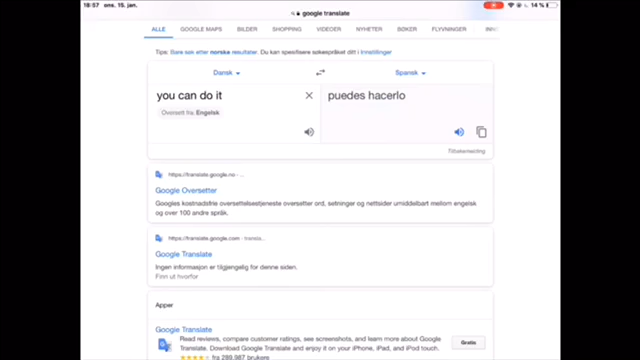 18:57 ons. 15. jan.
14 %
google translate
ALLE GOOGLE MAPS BILDER SHOPPING VIDEOER NYHETER BØKER FLYVNINGER INN
Tips: Bare søk etter norske resultater. Du kan spesifisere søkespråket ditt i Innstillinger
Dansk Spansk
you can do it puedes hacerlo
Oversett fra Engelsk
Tilbakemelding
https://translate.google.no › ...
Google Oversetter
Googles kostnadsfrie oversettelsestjeneste oversetter ord, setninger og nettsider umiddelbart mellom engelsk
og over 100 andre språk.
https://translate.google.com › transla...
Google Translate
Ingen informasjon er tilgjengelig for denne siden.
Finn ut hvorfor
Apper
Google Translate
Read reviews, compare customer ratings, see screenshots, and learn more about Google
Translate. Download Google Translate and enjoy it on your iPhone, iPad, and iPod touch.
Gratis
fra 289,987 brukere